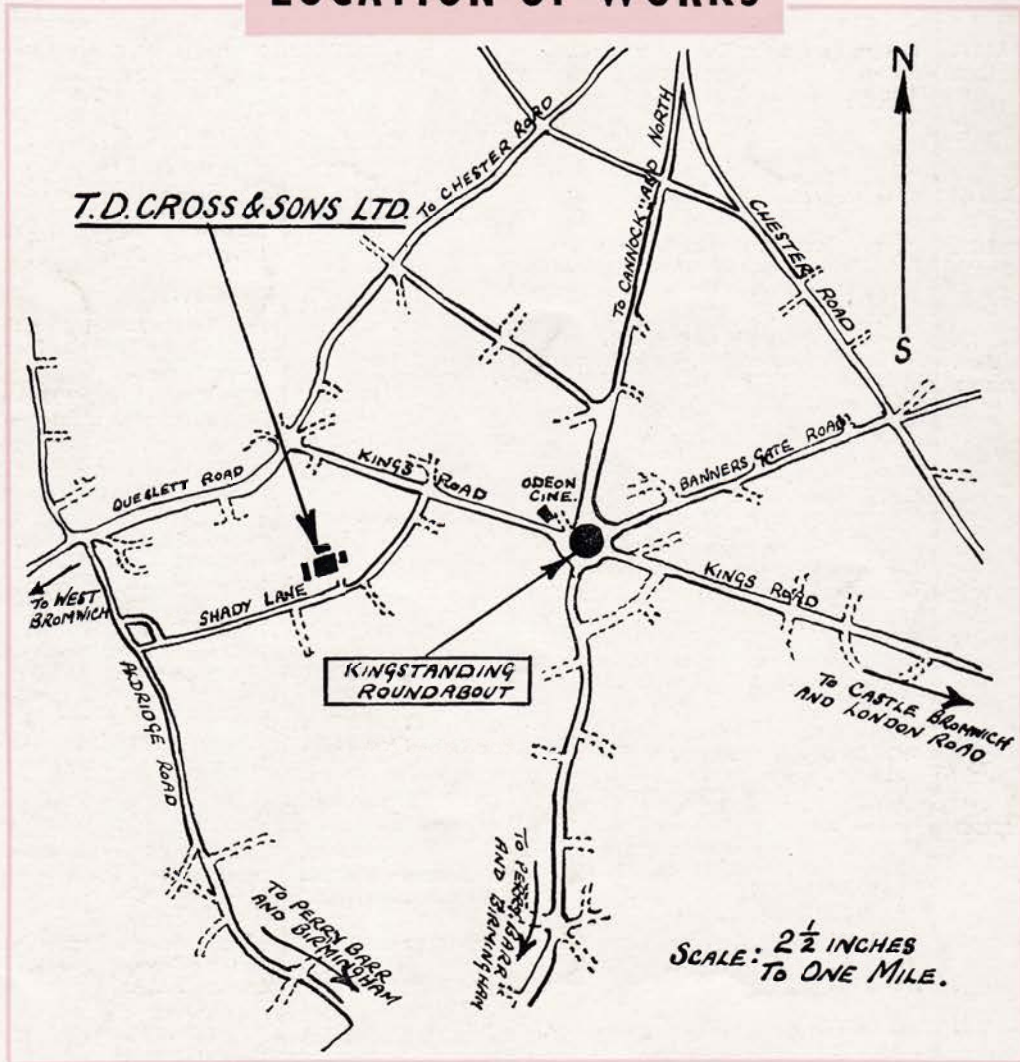 LOCATION OF WORKS
N
S
T.D. CROSS & SONS LTD.
TO CHESTER ROAD
TO CANNOCK AND NORTH
CHESTER ROAD
QUESLETT ROAD
KINGS ROAD
ODEON
CINE.
BANNERS GATE ROAD
TO WEST
BROMWICH
SHADY LANE
KINGS ROAD
KINGSTANDING
ROUNDABOUT
TO CASTLE BROMWICH
AND LONDON ROAD
ALDRIDGE ROAD
TO PERRY BARR
AND BIRMINGHAM
TO PERRY BARR
AND BIRMINGHAM
SCALE: 2½ INCHES
TO ONE MILE.